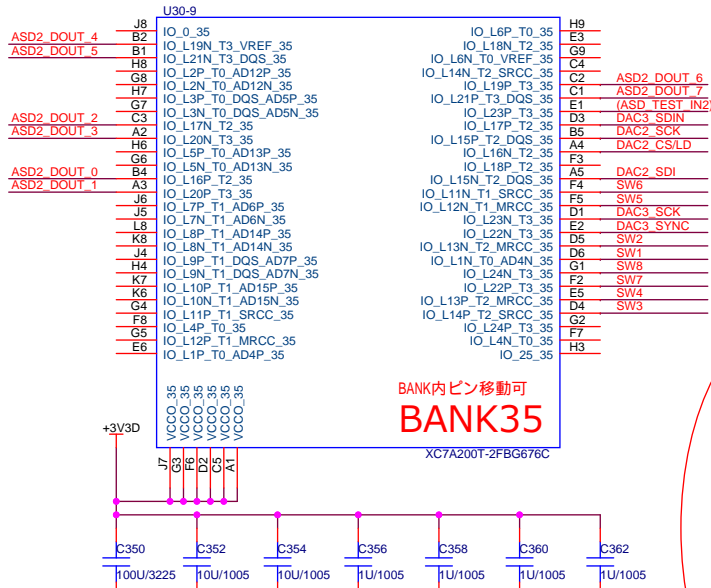 U30-9
J8 IO_0_35 IO_L6P_T0_35 H9
ASD2_DOUT_4 B2 IO_L19N_T3_VREF_35 IO_L18N_T2_35 E3
ASD2_DOUT_5 B1 IO_L21N_T3_DQS_35 IO_L6N_T0_VREF_35 G9
H8 IO_L2P_T0_AD12P_35 IO_L14N_T2_SRCC_35 C4
G8 IO_L2N_T0_AD12N_35 IO_L19P_T3_35 C2 ASD2_DOUT_6
H7 IO_L3P_T0_DQS_AD5P_35 IO_L21P_T3_DQS_35 C1 ASD2_DOUT_7
G7 IO_L3N_T0_DQS_AD5N_35 IO_L23P_T3_35 E1 (ASD_TEST_IN2)
ASD2_DOUT_2 C3 IO_L17N_T2_35 IO_L17P_T2_35 D3 DAC3_SDIN
ASD2_DOUT_3 A2 IO_L20N_T3_35 IO_L15P_T2_DQS_35 B5 DAC2_SCK
H6 IO_L5P_T0_AD13P_35 IO_L16N_T2_35 A4 DAC2_CS/LD
G6 IO_L5N_T0_AD13N_35 IO_L18P_T2_35 F3
ASD2_DOUT_0 B4 IO_L16P_T2_35 IO_L15N_T2_DQS_35 A5 DAC2_SDI
ASD2_DOUT_1 A3 IO_L20P_T3_35 IO_L11N_T1_SRCC_35 F4 SW6
J6 IO_L7P_T1_AD6P_35 IO_L12N_T1_MRCC_35 F5 SW5
J5 IO_L7N_T1_AD6N_35 IO_L23N_T3_35 D1 DAC3_SCK
L8 IO_L8P_T1_AD14P_35 IO_L22N_T3_35 E2 DAC3_SYNC
K8 IO_L8N_T1_AD14N_35 IO_L13N_T2_MRCC_35 D5 SW2
J4 IO_L9P_T1_DQS_AD7P_35 IO_L1N_T0_AD4N_35 D6 SW1
H4 IO_L9N_T1_DQS_AD7N_35 IO_L24N_T3_35 G1 SW8
K7 IO_L10P_T1_AD15P_35 IO_L22P_T3_35 F2 SW7
K6 IO_L10N_T1_AD15N_35 IO_L13P_T2_MRCC_35 E5 SW4
G4 IO_L11P_T1_SRCC_35 IO_L14P_T2_SRCC_35 D4 SW3
F8 IO_L4P_T0_35 IO_L24P_T3_35 G2
G5 IO_L12P_T1_MRCC_35 IO_L4N_T0_35 F7
E6 IO_L1P_T0_AD4P_35 IO_25_35 H3
VCCO_35 VCCO_35 VCCO_35 VCCO_35 VCCO_35 VCCO_35
BANK内ピン移動可
BANK35
+3V3D
XC7A200T-2FBG676C
J7 G3 F6 D2 C5 A1
C350 C352 C354 C356 C358 C360 C362
100U/3225 10U/1005 10U/1005 1U/1005 1U/1005 1U/1005 1U/1005